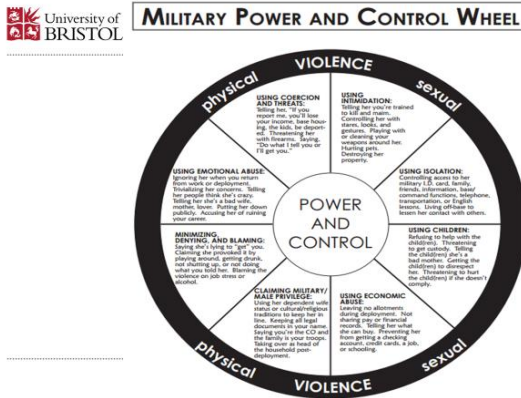 University of
BRISTOL
MILITARY POWER AND CONTROL WHEEL
physical
VIOLENCE
sexual
USING COERCION
AND THREATS:
Telling her, "If you
report me, you'll lose
your income, base hous-
ing, the kids, be deport-
ed. Threatening her
with firearms. Saying,
"Do what I tell you or
I'll get you."
USING
INTIMIDATION:
Telling her you're trained
to kill and maim.
Controlling her with
stares, looks, and
gestures. Playing with
or cleaning your
weapons around her.
Hurting pets.
Destroying her
property.
USING EMOTIONAL ABUSE:
Ignoring her when you return
from work or deployment.
Trivializing her concerns. Telling
her people think she's crazy.
Telling her she's a bad wife,
mother, lover. Putting her down
publicly. Accusing her of ruining
your career.
USING ISOLATION:
Controlling access to her
military I.D. card, family,
friends, information, base/
command functions, telephone,
transportation, or English
lessons. Living off-base to
lessen her contact with others.
POWER
AND
CONTROL
MINIMIZING,
DENYING, AND BLAMING:
Saying she's lying to "get" you.
Claiming she provoked it by
playing around, getting drunk,
not shutting up, or not doing
what you told her. Blaming the
violence on job stress or
alcohol.
USING CHILDREN:
Refusing to help with the
child(ren). Threatening
to get custody. Telling
the child(ren) she's a
bad mother. Getting the
child(ren) to disrespect
her. Threatening to hurt
the child(ren) if she doesn't
comply.
CLAIMING MILITARY/
MALE PRIVILEGE:
Using her dependent wife
status or cultural/religious
traditions to keep her in
line. Keeping all legal
documents in your name.
Saying you're the CO and
the family is your troops.
Taking over as head of
the household post-
deployment.
USING ECONOMIC
ABUSE:
Leaving no allotments
during deployment. Not
sharing pay or financial
records. Telling her what
she can buy. Preventing her
from getting a checking
account, credit cards, a job,
or schooling.
physical
VIOLENCE
sexual